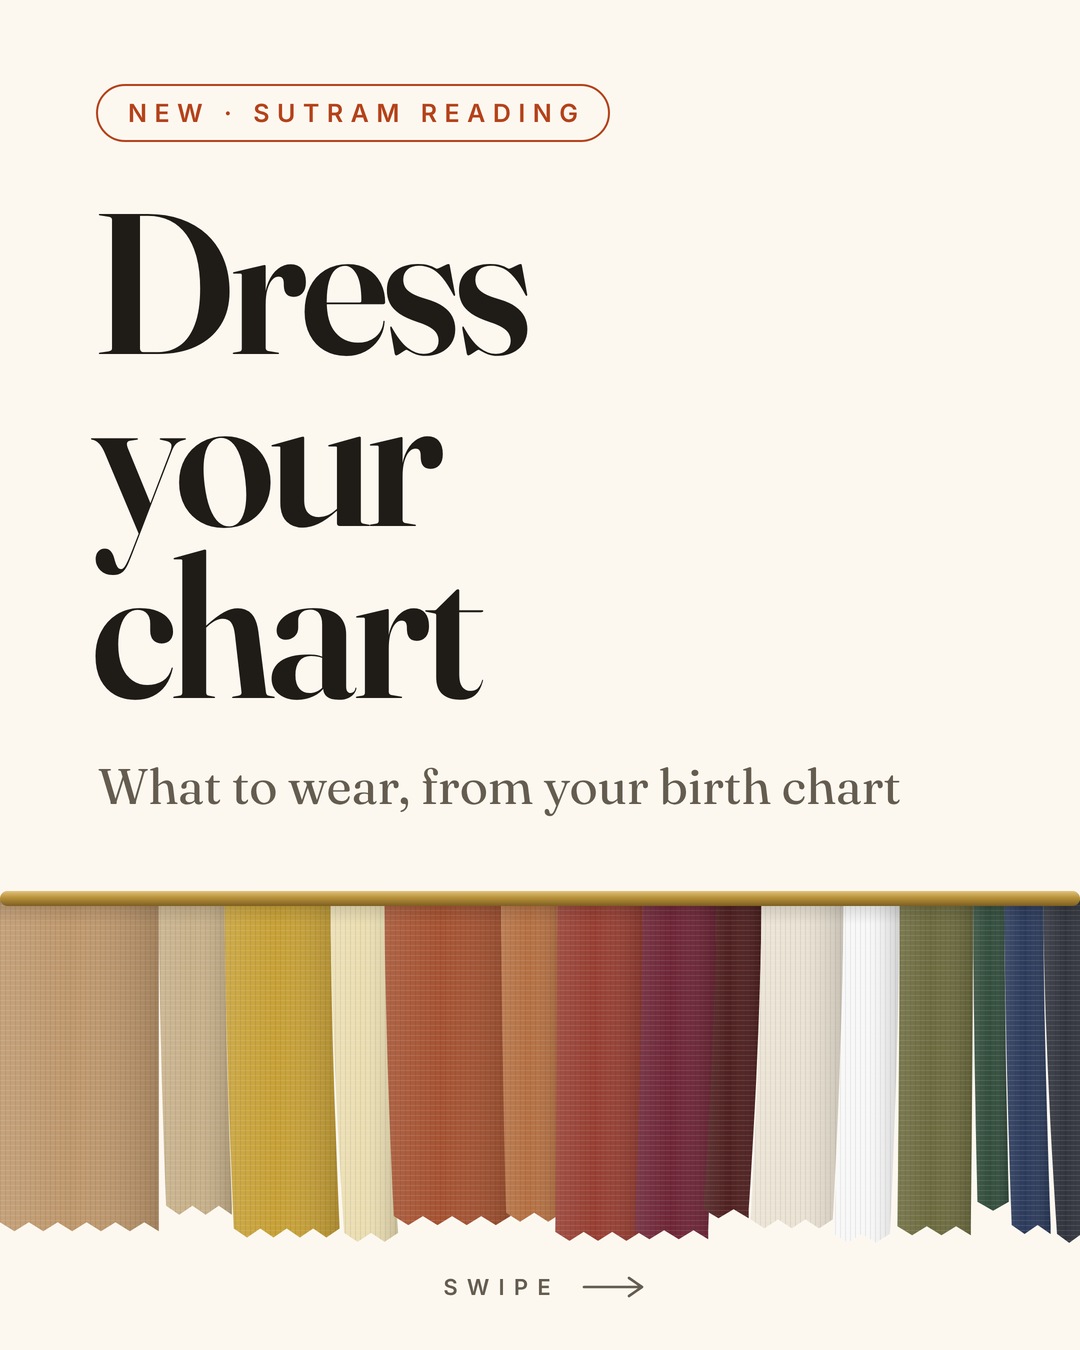 NEW · SUTRAM READING
Dress
your
chart
What to wear, from your birth chart
SWIPE →